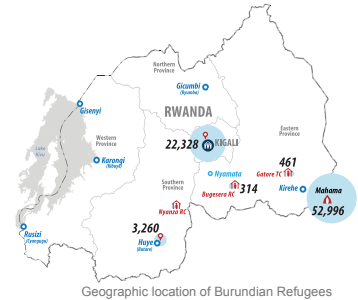 Northern
Province
Gicumbi
(Byumba)
Gisenyi
RWANDA
Eastern
Province
22,328
KIGALI
Western
Province
Lake
Kivu
Karongi
(Kibuye)
461
Gatore TC
Nyamata
Southern
Province
314
Bugesera RC
Kirehe
Mahama
52,996
Nyanza RC
Rusizi
(Cyangugu)
3,260
Huye
(Butare)
Geographic location of Burundian Refugees